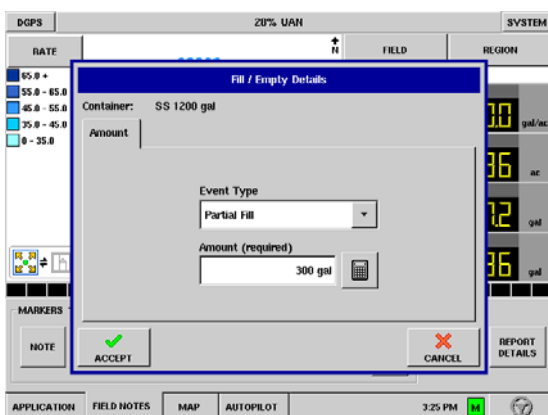 DGPS
28% UAN
SYSTEM
RATE
N
FIELD
REGION
65.0 +
55.0 - 65.0
45.0 - 55.0
35.0 - 45.0
0 - 35.0
Fill / Empty Details
Container: SS 1200 gal
Amount
Event Type
Partial Fill
Amount (required)
300 gal
ACCEPT
CANCEL
gal/ac
ac
gal
gal
MARKERS
NOTE
REPORT
DETAILS
APPLICATION
FIELD NOTES
MAP
AUTOPILOT
3:25 PM
M